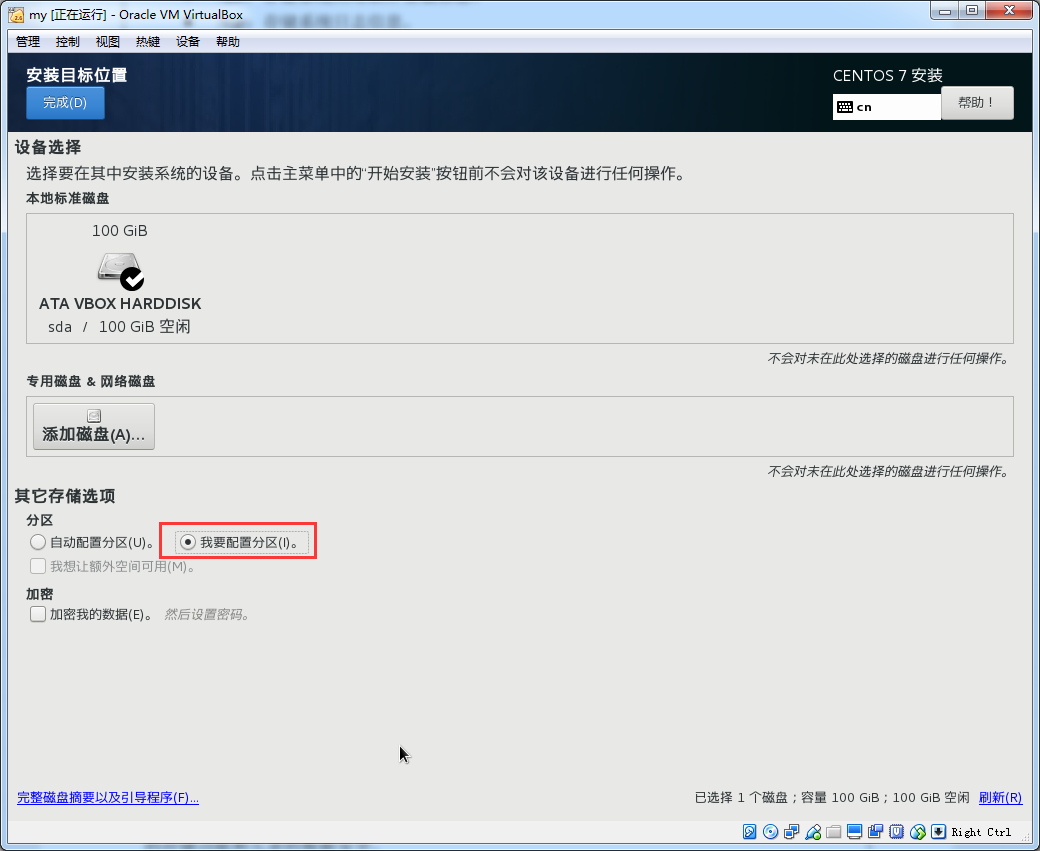 my [正在运行] - Oracle VM VirtualBox
管理 控制 视图 热键 设备 帮助
安装目标位置
完成(D)
CENTOS 7 安装
cn
帮助！
设备选择
选择要在其中安装系统的设备。点击主菜单中的“开始安装”按钮前不会对该设备进行任何操作。
本地标准磁盘
100 GiB
ATA VBOX HARDDISK
sda / 100 GiB 空闲
不会对未在此处选择的磁盘进行任何操作。
专用磁盘 & 网络磁盘
添加磁盘(A)...
不会对未在此处选择的磁盘进行任何操作。
其它存储选项
分区
自动配置分区(U)。 我要配置分区(I)。
我想让额外空间可用(M)。
加密
加密我的数据(E)。 然后设置密码。
完整磁盘摘要以及引导程序(F)...
已选择 1 个磁盘；容量 100 GiB；100 GiB 空闲 刷新(R)
Right Ctrl